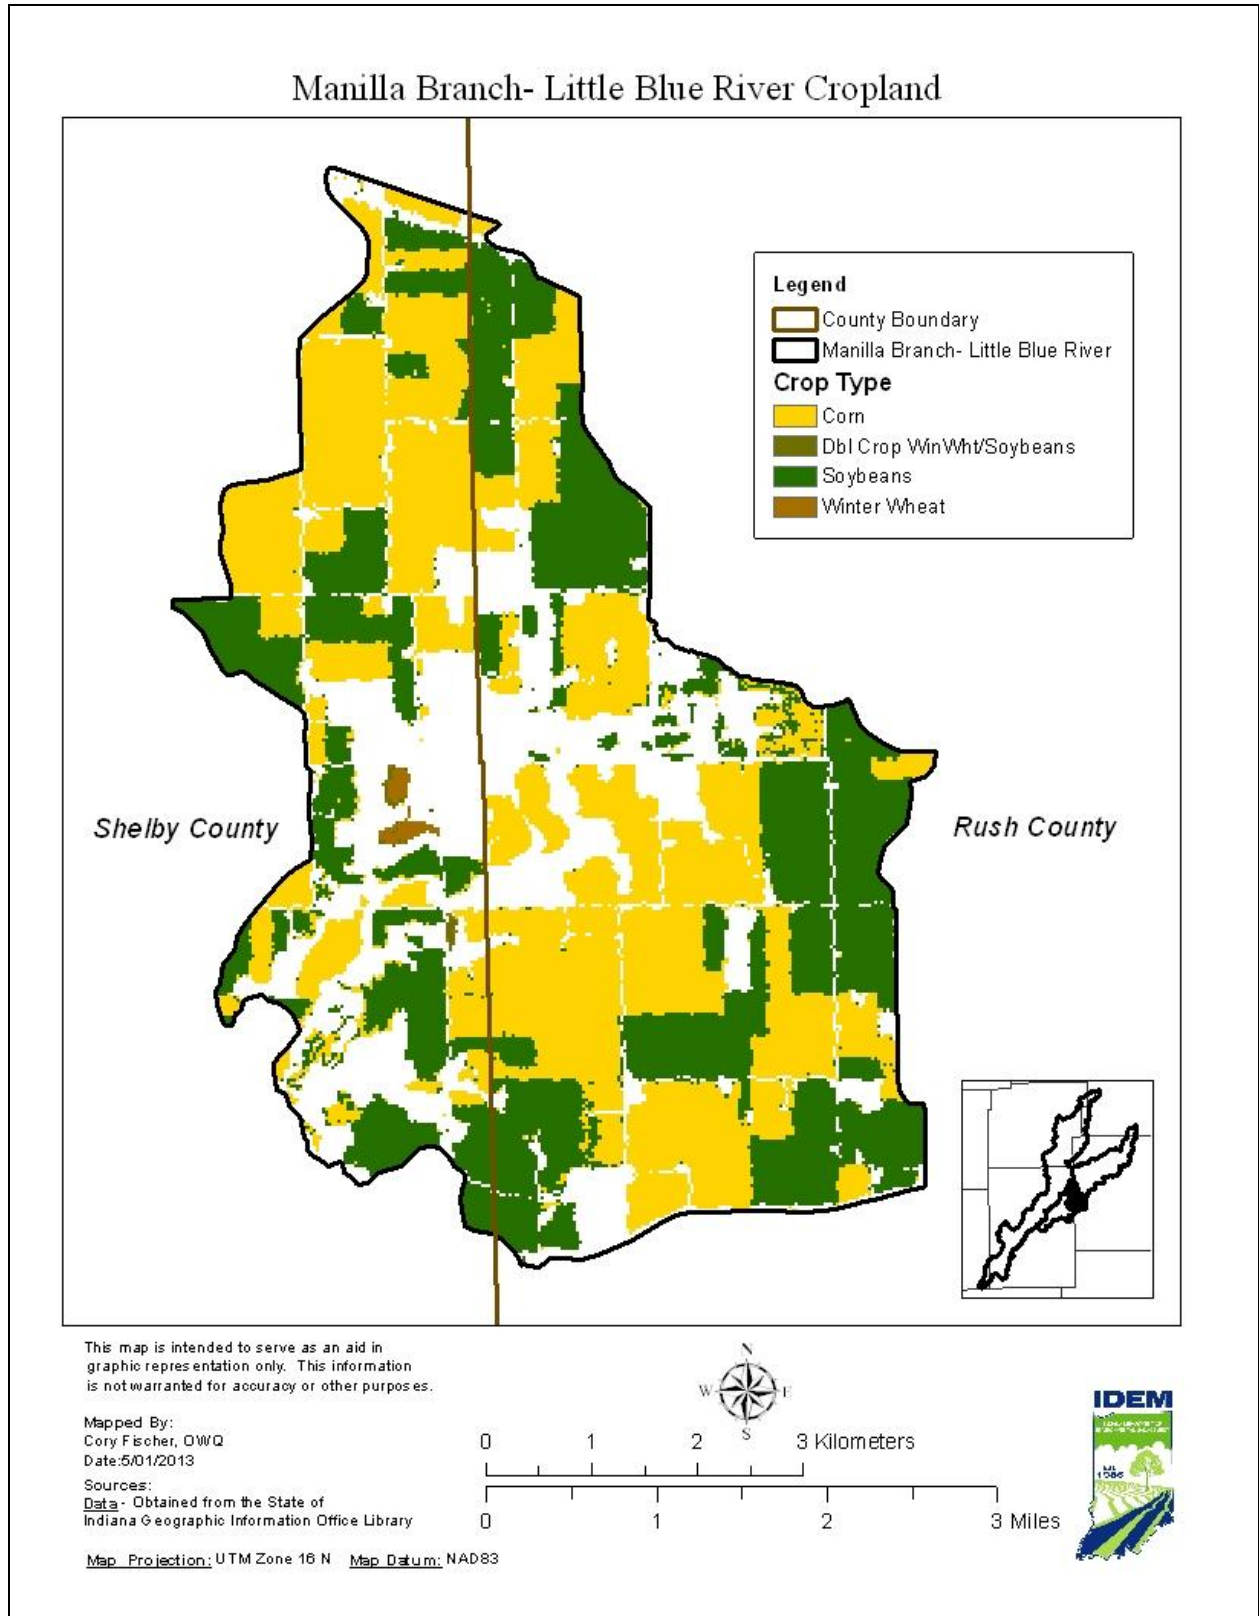 Manilla Branch- Little Blue River Cropland
Legend
County Boundary
Manilla Branch- Little Blue River
Crop Type
Corn
Dbl Crop WinWht/Soybeans
Soybeans
Winter Wheat
Shelby County
Rush County
This map is intended to serve as an aid in
graphic representation only. This information
is not warranted for accuracy or other purposes.
Mapped By:
Cory Fischer, OWQ
Date:5/01/2013
Sources:
Data - Obtained from the State of
Indiana Geographic Information Office Library
Map Projection: UTM Zone 16 N Map Datum: NAD83
N
W E
S
0 1 2 3 Kilometers
0 1 2 3 Miles
IDEM
1986